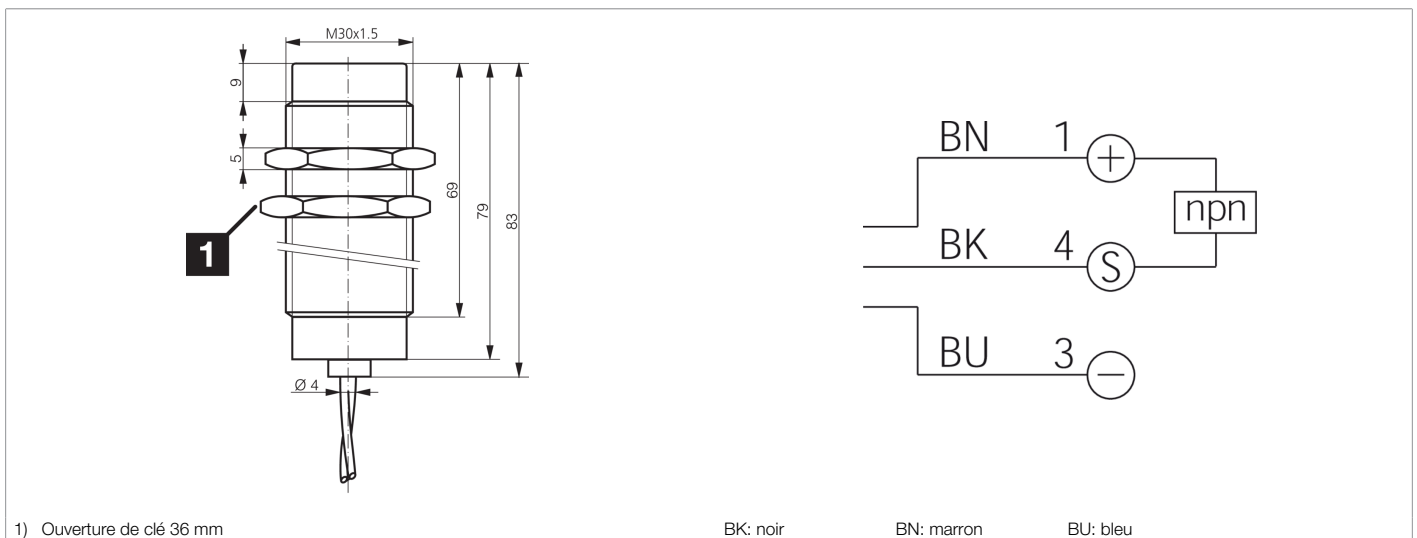 M30x1.5
9
5
69
79
83
1
Ø 4
BN 1 +
npn
BK 4 S
BU 3 −
1) Ouverture de clé 36 mm
BK: noir BN: marron BU: bleu